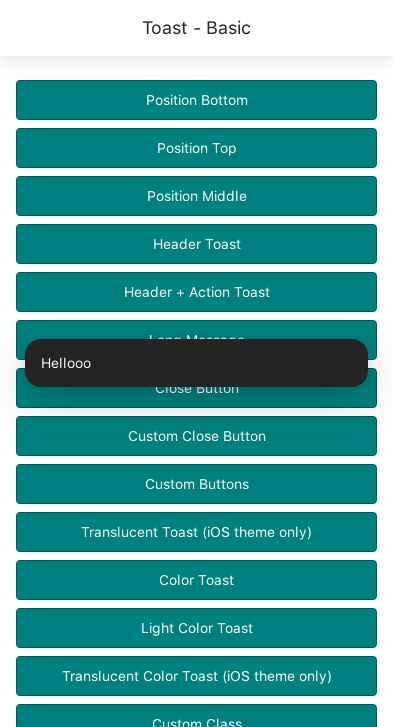 Toast - Basic
Position Bottom
Position Top
Position Middle
Header Toast
Header + Action Toast
Long Message
Hellooo
Close Button
Custom Close Button
Custom Buttons
Translucent Toast (iOS theme only)
Color Toast
Light Color Toast
Translucent Color Toast (iOS theme only)
Custom Class